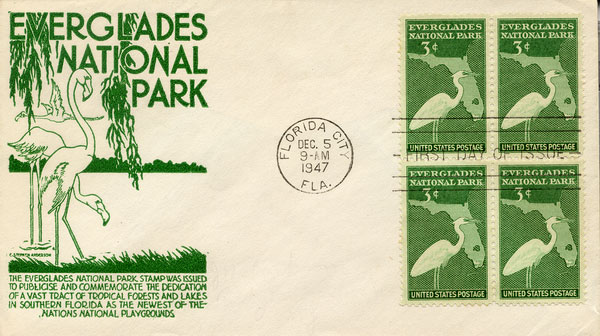 EVERGLADES
NATIONAL
PARK
C. STEPHEN ANDERSON
THE EVERGLADES NATIONAL PARK STAMP WAS ISSUED
TO PUBLICISE AND COMMEMORATE THE DEDICATION
OF A VAST TRACT OF TROPICAL FORESTS AND LAKES
IN SOUTHERN FLORIDA AS THE NEWEST OF THE
NATIONS NATIONAL PLAYGROUNDS.
FLORIDA CITY
DEC. 5
9-AM
1947
FLA.
EVERGLADES
NATIONAL PARK
3¢
UNITED STATES POSTAGE
EVERGLADES
NATIONAL PARK
3¢
UNITED STATES POSTAGE
FIRST DAY OF ISSUE
EVERGLADES
NATIONAL PARK
3¢
UNITED STATES POSTAGE
EVERGLADES
NATIONAL PARK
3¢
UNITED STATES POSTAGE